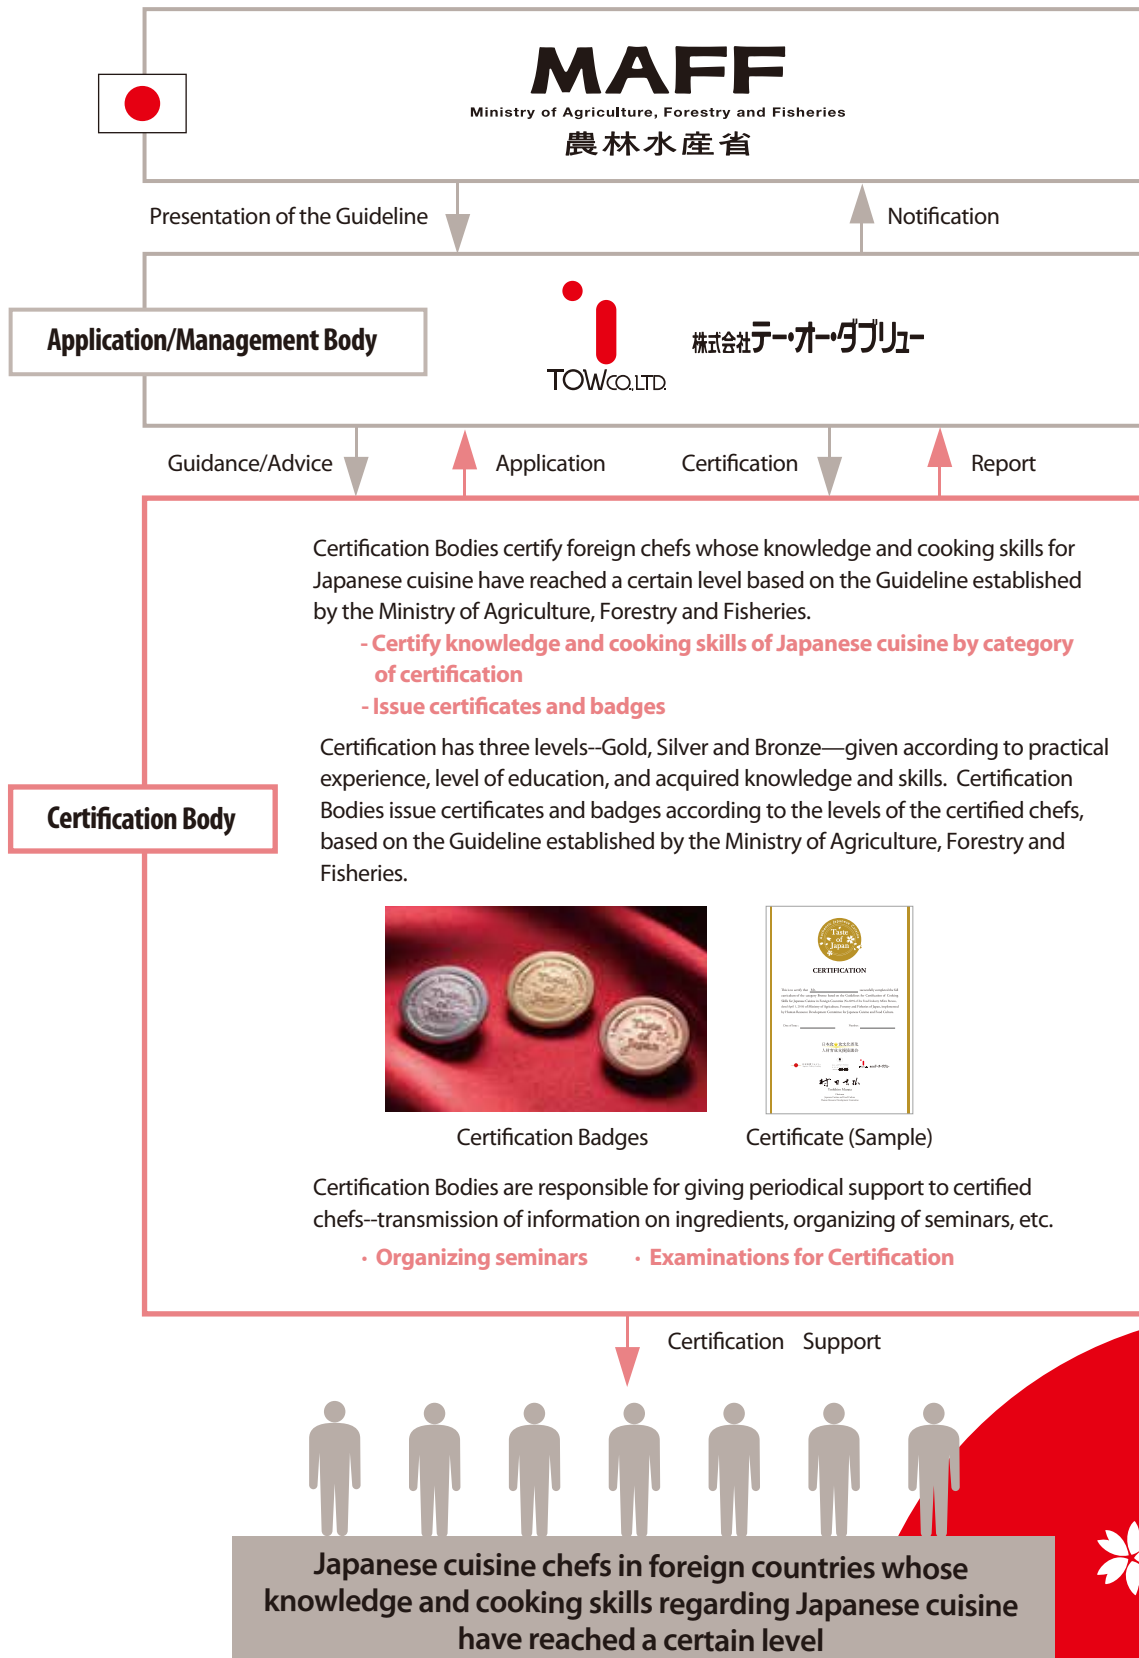 MAFF
Ministry of Agriculture, Forestry and Fisheries
農林水産省
Presentation of the Guideline
Notification
Application/Management Body
TOW CO.,LTD.
株式会社テー・オー・ダブリュー
Guidance/Advice
Application
Certification
Report
Certification Bodies certify foreign chefs whose knowledge and cooking skills for
Japanese cuisine have reached a certain level based on the Guideline established
by the Ministry of Agriculture, Forestry and Fisheries.
- Certify knowledge and cooking skills of Japanese cuisine by category
of certification
- Issue certificates and badges
Certification has three levels--Gold, Silver and Bronze—given according to practical
experience, level of education, and acquired knowledge and skills. Certification
Bodies issue certificates and badges according to the levels of the certified chefs,
based on the Guideline established by the Ministry of Agriculture, Forestry and
Fisheries.
Certification Body
Taste
of
Japan
Taste
of
Japan
CERTIFICATION
Certification Badges
Certificate (Sample)
Certification Bodies are responsible for giving periodical support to certified
chefs--transmission of information on ingredients, organizing of seminars, etc.
・ Organizing seminars
・ Examinations for Certification
Certification Support
Japanese cuisine chefs in foreign countries whose
knowledge and cooking skills regarding Japanese cuisine
have reached a certain level